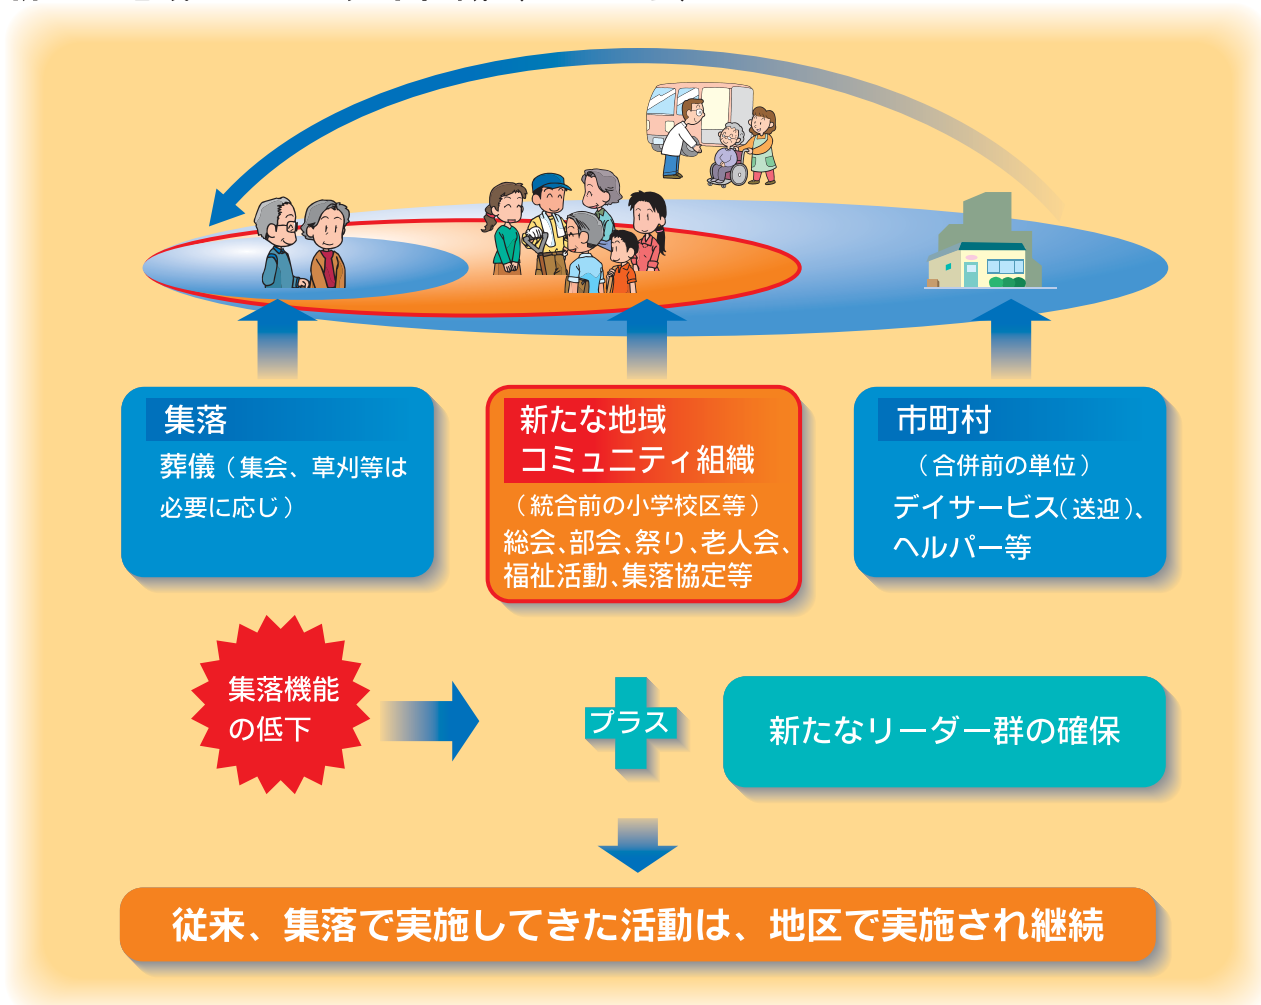 集落
葬儀（集会、草刈等は
必要に応じ）
新たな地域
コミュニティ組織
（統合前の小学校区等）
総会、部会、祭り、老人会、
福祉活動、集落協定等
市町村
（合併前の単位）
デイサービス（送迎）、
ヘルパー等
集落機能
の低下
プラス
新たなリーダー群の確保
従来、集落で実施してきた活動は、地区で実施され継続